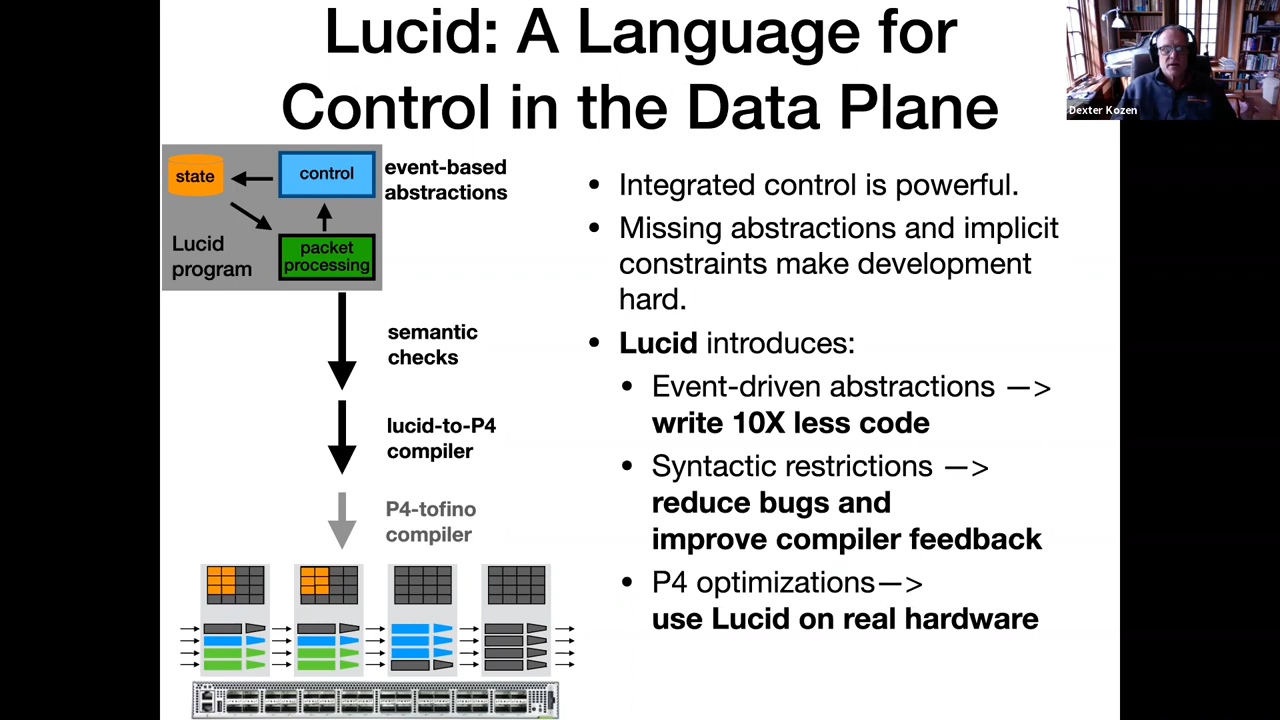 Lucid: A Language for
Control in the Data Plane
Dexter Kozen
state
control
event-based
abstractions
Lucid
program
packet
processing
semantic
checks
lucid-to-P4
compiler
P4-tofino
compiler
• Integrated control is powerful.
• Missing abstractions and implicit
constraints make development
hard.
• Lucid introduces:
• Event-driven abstractions —>
write 10X less code
• Syntactic restrictions —>
reduce bugs and
improve compiler feedback
• P4 optimizations—>
use Lucid on real hardware